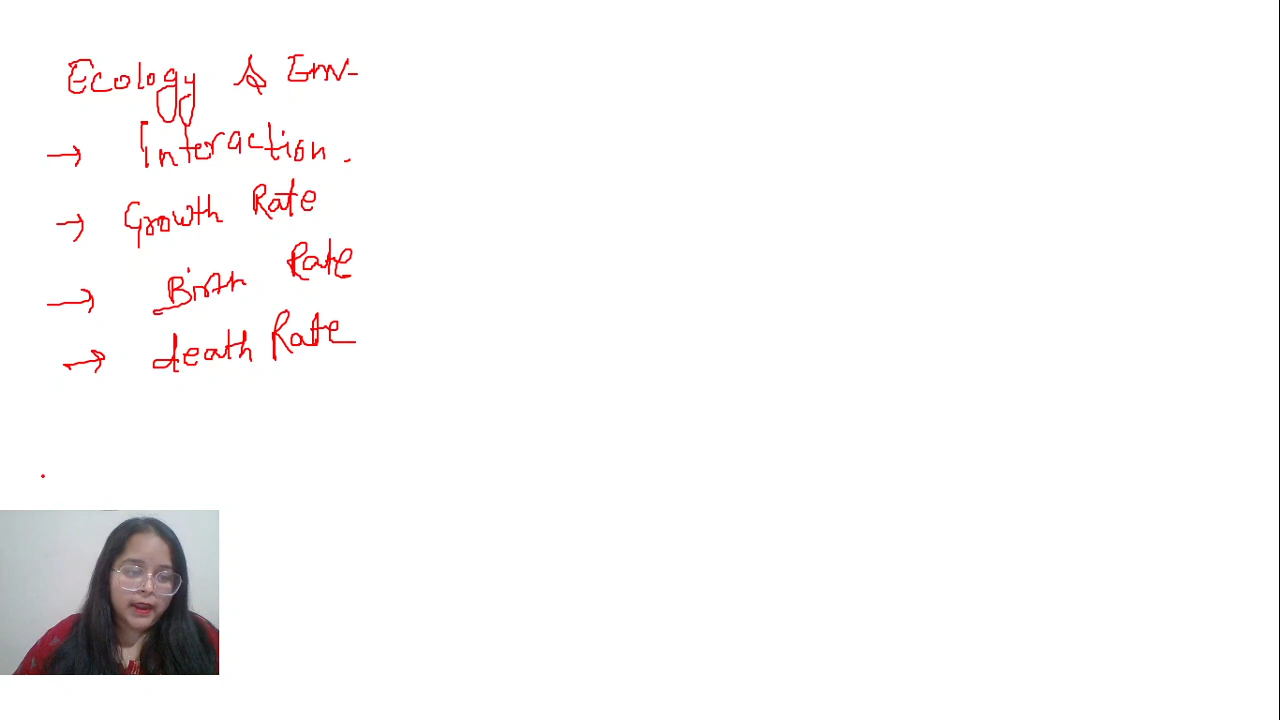 Ecology & Env-
→ Interaction.
→ Growth Rate
→ Birth Rate
→ death Rate